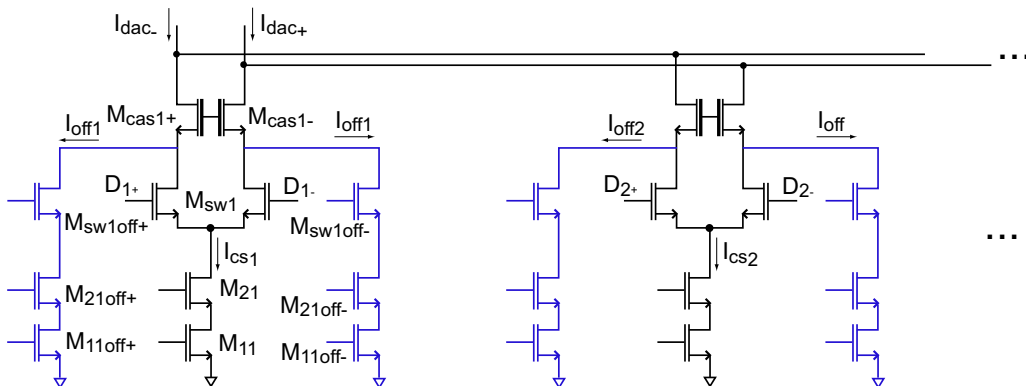 Idac- Idac+
...
Mcas1+ Mcas1-
Ioff1 Ioff1 Ioff2 Ioff
D1+ D1- D2+ D2-
Msw1
Msw1off+ Msw1off-
...
Ics1 Ics2
M21off+ M21 M21off-
M11off+ M11 M11off-